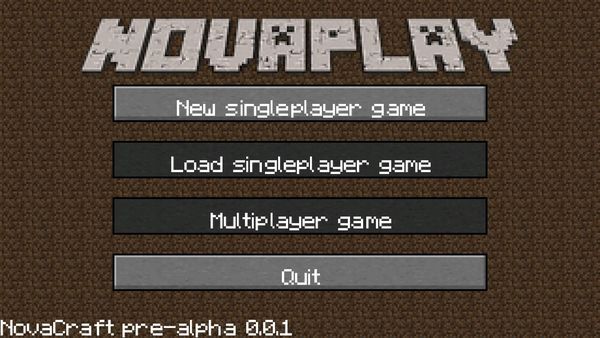 NOVAPLAY
New singleplayer game
Load singleplayer game
Multiplayer game
Quit
NovaCraft pre-alpha 0.0.1